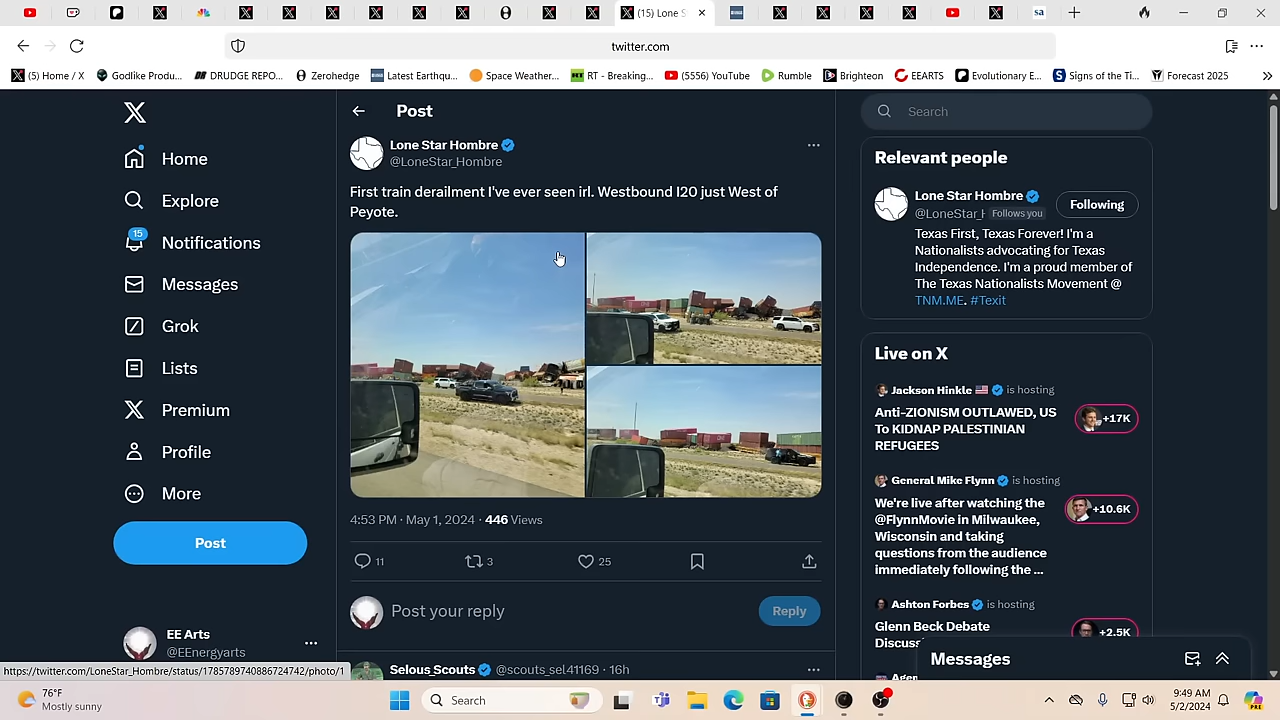 (15) Lone S
twitter.com
(5) Home / X
Godlike Produ...
DRUDGE REPO...
Zerohedge
Latest Earthqu...
Space Weather...
RT - Breaking...
(5556) YouTube
Rumble
Brighteon
EEARTS
Evolutionary E...
Signs of the Ti...
Forecast 2025
Home
Explore
15
Notifications
Messages
Grok
Lists
Premium
Profile
More
Post
EE Arts
@EEnergyarts
Post
Lone Star Hombre
@LoneStar_Hombre
First train derailment I've ever seen irl. Westbound I20 just West of
Peyote.
4:53 PM · May 1, 2024 · 446 Views
11
3
25
Post your reply
Reply
Selous_Scouts @scouts_sel41169 · 16h
Search
Relevant people
Lone Star Hombre
@LoneStar_H Follows you
Following
Texas First, Texas Forever! I'm a
Nationalists advocating for Texas
Independence. I'm a proud member of
The Texas Nationalists Movement @
TNM.ME. #Texit
Live on X
Jackson Hinkle is hosting
Anti-ZIONISM OUTLAWED, US
To KIDNAP PALESTINIAN
REFUGEES
+17K
General Mike Flynn is hosting
We're live after watching the
@FlynnMovie in Milwaukee,
Wisconsin and taking
questions from the audience
immediately following the ...
+10.6K
Ashton Forbes is hosting
Glenn Beck Debate
Discuss
+2.5K
Messages
https://twitter.com/LoneStar_Hombre/status/1785789740886724742/photo/1
76°F
Mostly sunny
Search
9:49 AM
5/2/2024